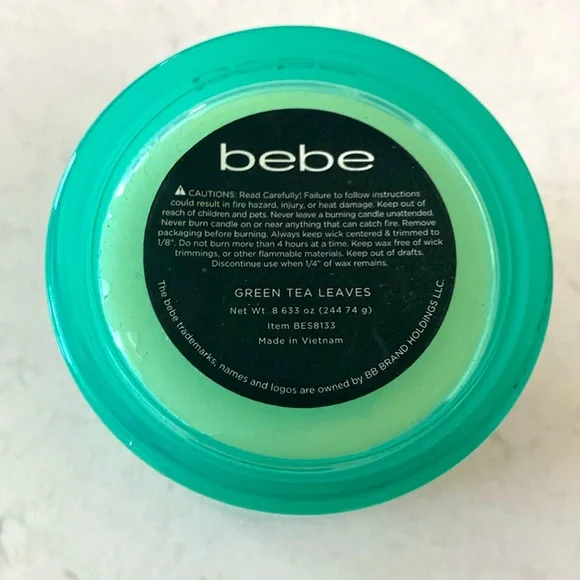 bebe
⚠ CAUTIONS: Read Carefully! Failure to follow instructions
could result in fire hazard, injury, or heat damage. Keep out of
reach of children and pets. Never leave a burning candle unattended.
Never burn candle on or near anything that can catch fire. Remove
packaging before burning. Always keep wick centered & trimmed to
1/8". Do not burn more than 4 hours at a time. Keep wax free of wick
trimmings, or other flammable materials. Keep out of drafts.
Discontinue use when 1/4" of wax remains.
GREEN TEA LEAVES
Net Wt. 8 633 oz (244.74 g)
Item BES8133
Made in Vietnam
The bebe trademarks, names and logos are owned by BB BRAND HOLDINGS LLC.